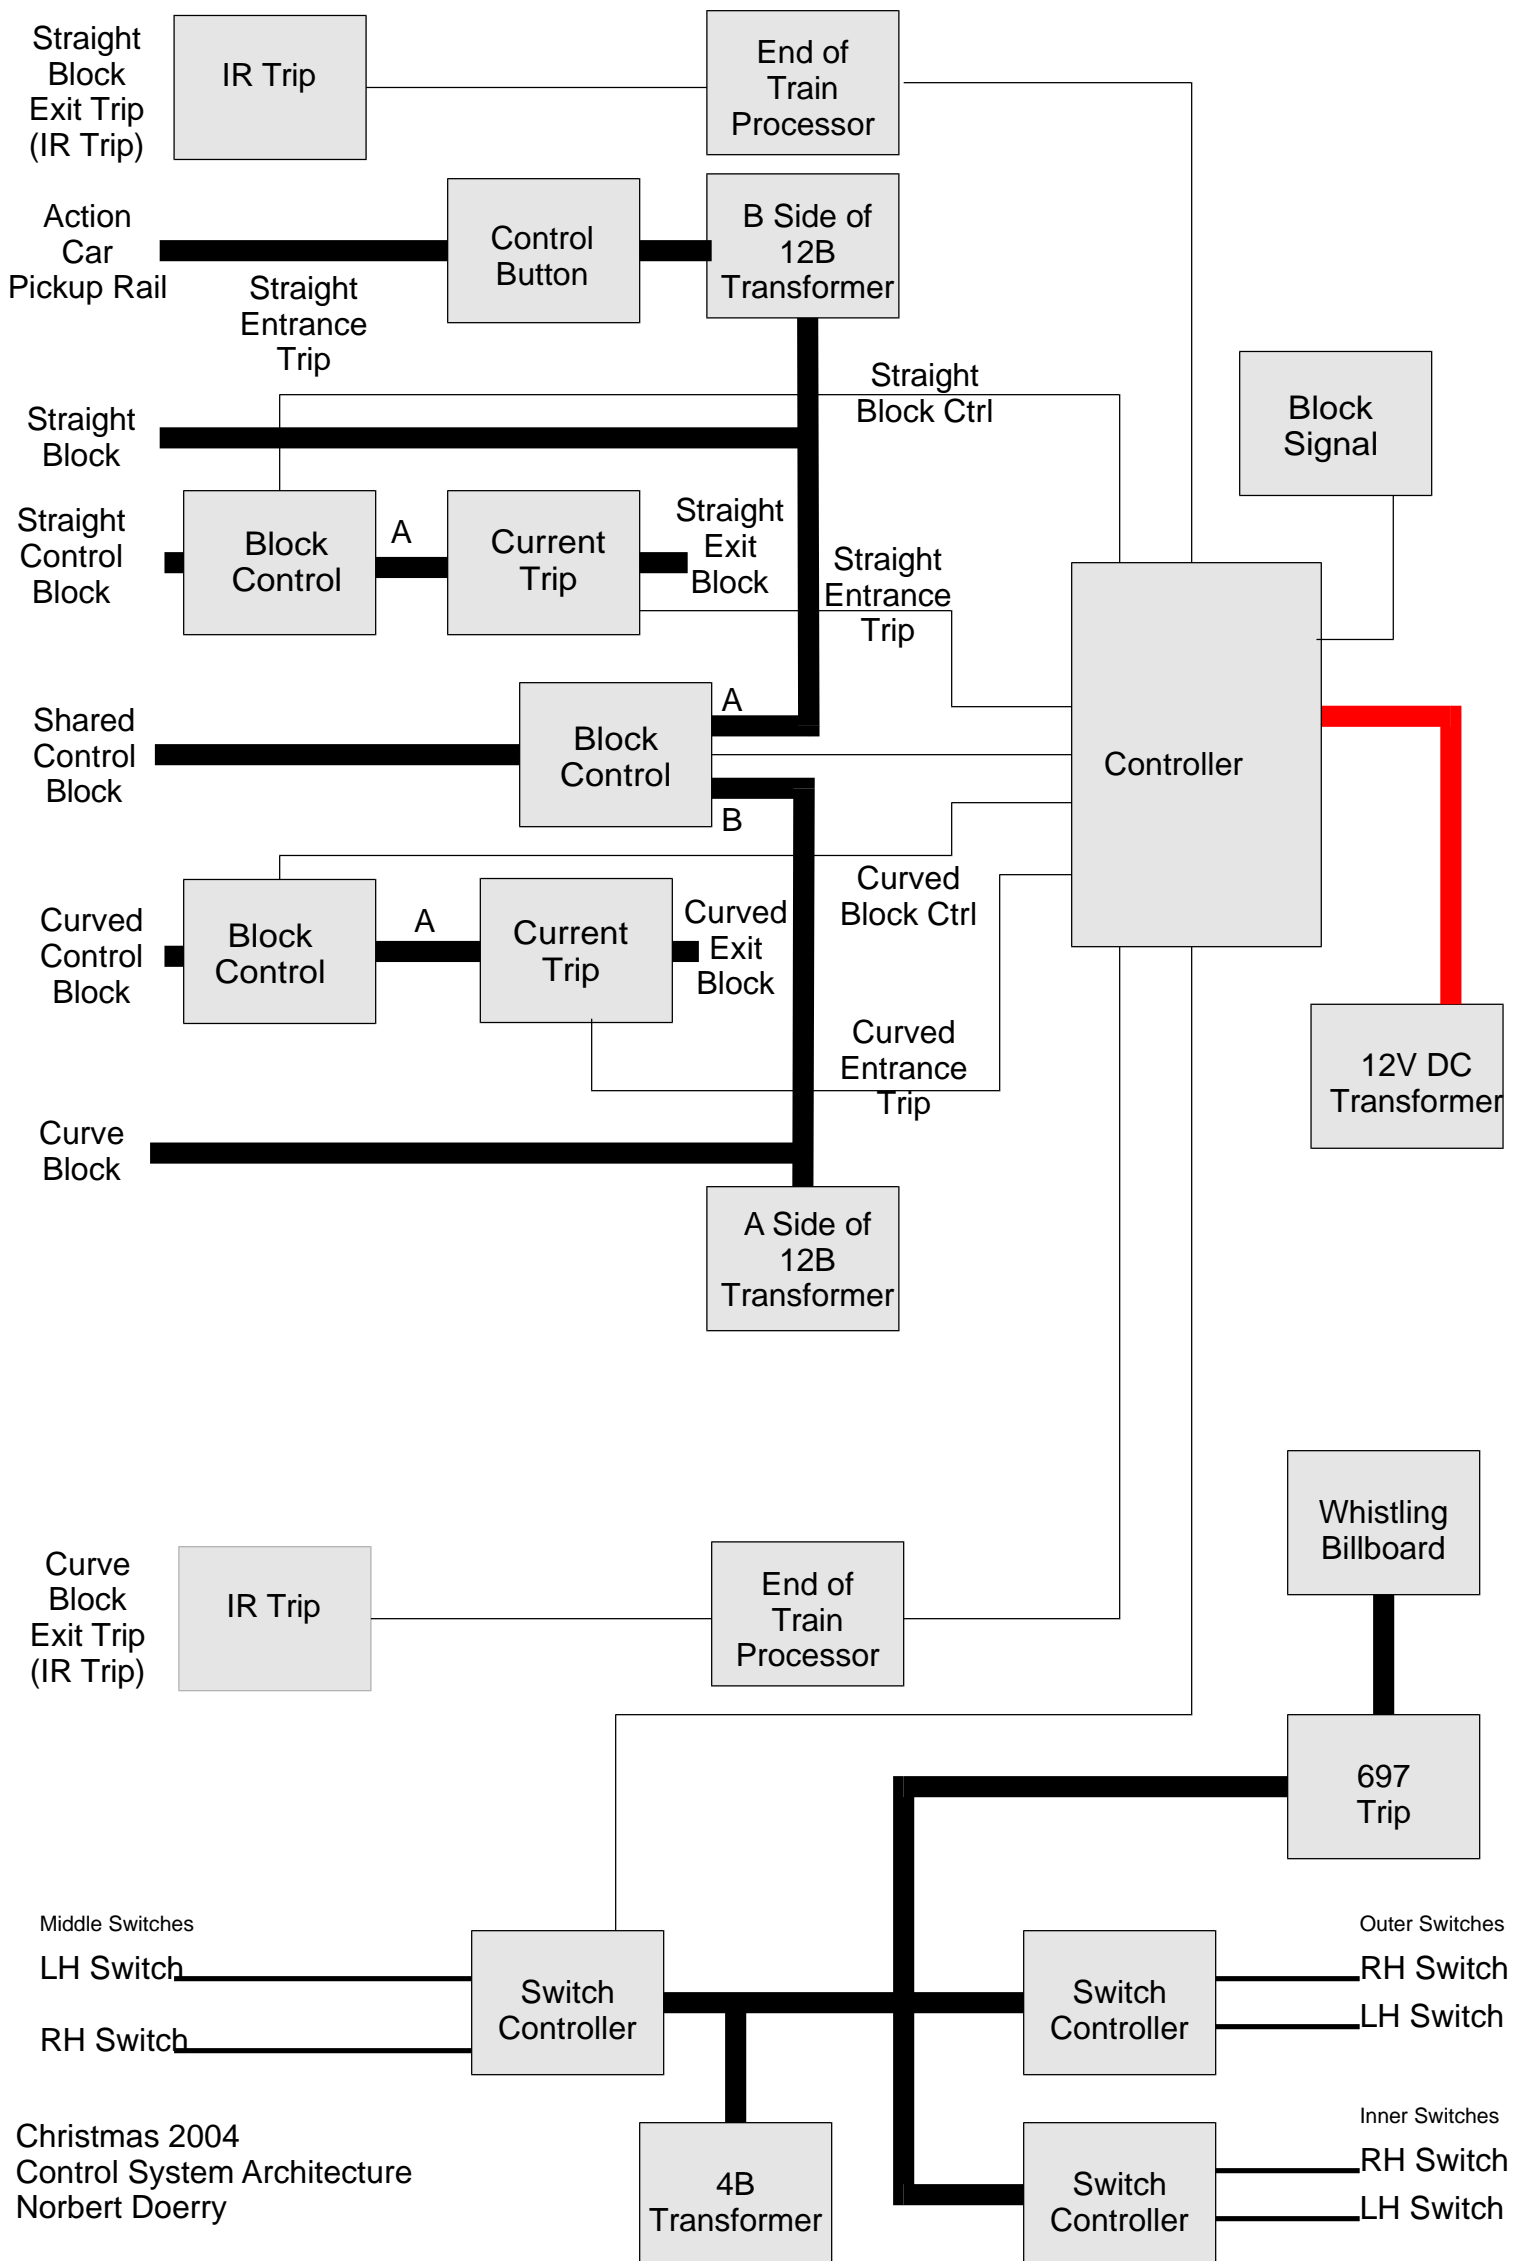 Straight
Block
Exit Trip
(IR Trip)
IR Trip
End of
Train
Processor
Action
Car
Pickup Rail
Straight
Entrance
Trip
Control
Button
B Side of
12B
Transformer
Straight
Block Ctrl
Block
Signal
Straight
Block
Straight
Control
Block
Block
Control
A
Current
Trip
Straight
Exit
Block
Straight
Entrance
Trip
Shared
Control
Block
Block
Control
A
B
Controller
Curved
Control
Block
Block
Control
A
Current
Trip
Curved
Exit
Block
Curved
Block Ctrl
Curved
Entrance
Trip
12V DC
Transformer
Curve
Block
A Side of
12B
Transformer
Whistling
Billboard
Curve
Block
Exit Trip
(IR Trip)
IR Trip
End of
Train
Processor
697
Trip
Middle Switches
LH Switch
RH Switch
Switch
Controller
Switch
Controller
Outer Switches
RH Switch
LH Switch
Christmas 2004
Control System Architecture
Norbert Doerry
4B
Transformer
Switch
Controller
Inner Switches
RH Switch
LH Switch